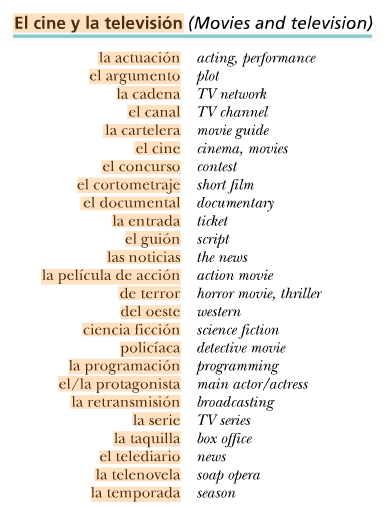 El cine y la televisión (Movies and television)
la actuación acting, performance
el argumento plot
la cadena TV network
el canal TV channel
la cartelera movie guide
el cine cinema, movies
el concurso contest
el cortometraje short film
el documental documentary
la entrada ticket
el guión script
las noticias the news
la película de acción action movie
de terror horror movie, thriller
del oeste western
ciencia ficción science fiction
policíaca detective movie
la programación programming
el/la protagonista main actor/actress
la retransmisión broadcasting
la serie TV series
la taquilla box office
el telediario news
la telenovela soap opera
la temporada season